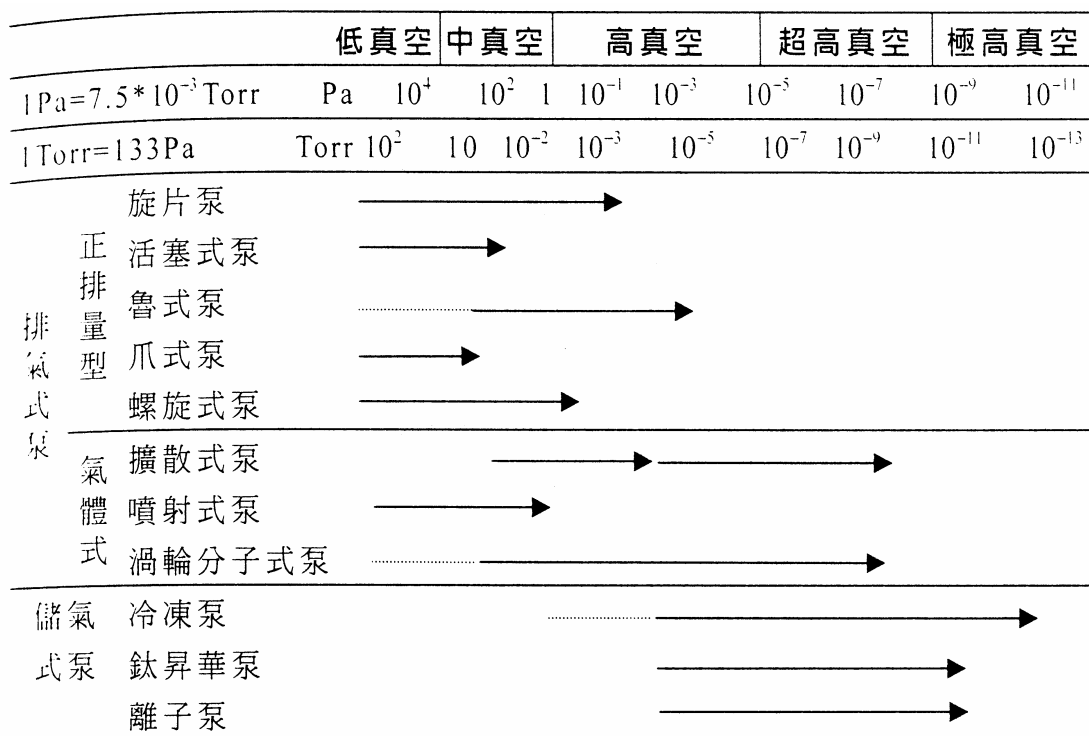 低真空 中真空 高真空 超高真空 極高真空
1Pa=7.5*10⁻³Torr Pa 10⁴ 10² 1 10⁻¹ 10⁻³ 10⁻⁵ 10⁻⁷ 10⁻⁹ 10⁻¹¹
1Torr=133Pa Torr 10² 10 10⁻² 10⁻³ 10⁻⁵ 10⁻⁷ 10⁻⁹ 10⁻¹¹ 10⁻¹³
排氣式泵
正排量型
旋片泵
活塞式泵
魯式泵
爪式泵
螺旋式泵
氣體式
擴散式泵
噴射式泵
渦輪分子式泵
儲氣式泵
冷凍泵
鈦昇華泵
離子泵